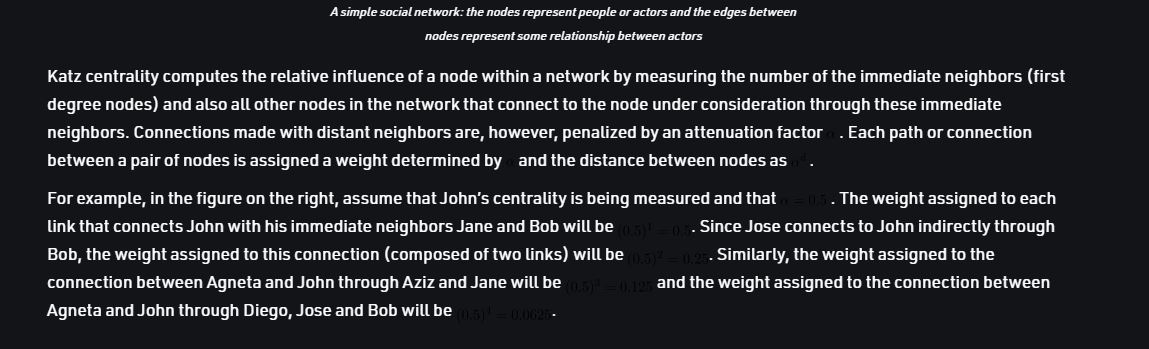 A simple social network: the nodes represent people or actors and the edges between
nodes represent some relationship between actors
Katz centrality computes the relative influence of a node within a network by measuring the number of the immediate neighbors (first
degree nodes) and also all other nodes in the network that connect to the node under consideration through these immediate
neighbors. Connections made with distant neighbors are, however, penalized by an attenuation factor α . Each path or connection
between a pair of nodes is assigned a weight determined by α and the distance between nodes as α^d .
For example, in the figure on the right, assume that John's centrality is being measured and that α = 0.5 . The weight assigned to each
link that connects John with his immediate neighbors Jane and Bob will be (0.5)¹ = 0.5 . Since Jose connects to John indirectly through
Bob, the weight assigned to this connection (composed of two links) will be (0.5)² = 0.25 . Similarly, the weight assigned to the
connection between Agneta and John through Aziz and Jane will be (0.5)³ = 0.125 and the weight assigned to the connection between
Agneta and John through Diego, Jose and Bob will be (0.5)⁴ = 0.0625 .